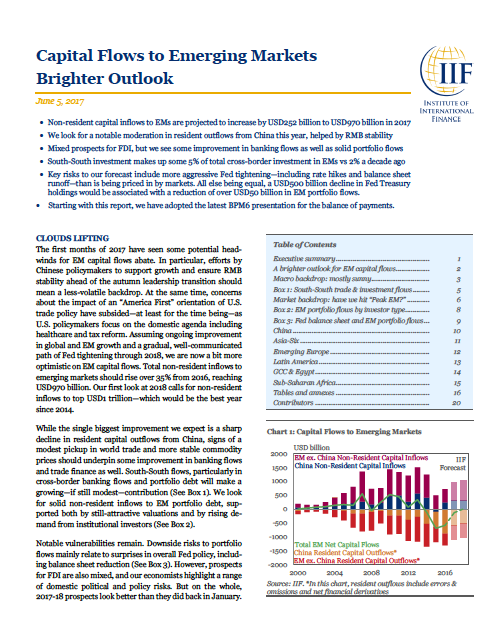 Capital Flows to Emerging Markets
Brighter Outlook
June 5, 2017
IIF
INSTITUTE OF
INTERNATIONAL
FINANCE
• Non-resident capital inflows to EMs are projected to increase by USD252 billion to USD970 billion in 2017
• We look for a notable moderation in resident outflows from China this year, helped by RMB stability
• Mixed prospects for FDI, but we see some improvement in banking flows as well as solid portfolio flows
• South-South investment makes up some 5% of total cross-border investment in EMs vs 2% a decade ago
• Key risks to our forecast include more aggressive Fed tightening—including rate hikes and balance sheet
runoff—than is being priced in by markets. All else being equal, a USD500 billion decline in Fed Treasury
holdings would be associated with a reduction of over USD50 billion in EM portfolio flows.
• Starting with this report, we have adopted the latest BPM6 presentation for the balance of payments.
CLOUDS LIFTING
The first months of 2017 have seen some potential head-
winds for EM capital flows abate. In particular, efforts by
Chinese policymakers to support growth and ensure RMB
stability ahead of the autumn leadership transition should
mean a less-volatile backdrop. At the same time, concerns
about the impact of an "America First" orientation of U.S.
trade policy have subsided—at least for the time being—as
U.S. policymakers focus on the domestic agenda including
healthcare and tax reform. Assuming ongoing improvement
in global and EM growth and a gradual, well-communicated
path of Fed tightening through 2018, we are now a bit more
optimistic on EM capital flows. Total non-resident inflows to
emerging markets should rise over 35% from 2016, reaching
USD970 billion. Our first look at 2018 calls for non-resident
inflows to top USD1 trillion—which would be the best year
since 2014.
While the single biggest improvement we expect is a sharp
decline in resident capital outflows from China, signs of a
modest pickup in world trade and more stable commodity
prices should underpin some improvement in banking flows
and trade finance as well. South-South flows, particularly in
cross-border banking flows and portfolio debt will make a
growing—if still modest—contribution (See Box 1). We look
for solid non-resident inflows to EM portfolio debt, sup-
ported both by still-attractive valuations and by rising de-
mand from institutional investors (See Box 2).
Notable vulnerabilities remain. Downside risks to portfolio
flows mainly relate to surprises in overall Fed policy, includ-
ing balance sheet reduction (See Box 3). However, prospects
for FDI are also mixed, and our economists highlight a range
of domestic political and policy risks. But on the whole,
2017-18 prospects look better than they did back in January.
Table of Contents
Executive summary 1
A brighter outlook for EM capital flows 2
Macro backdrop: mostly sunny 3
Box 1: South-South trade & investment flows 5
Market backdrop: have we hit "Peak EM?" 6
Box 2: EM portfolio flows by investor type 8
Box 3: Fed balance sheet and EM portfolio flows 9
China 10
Asia-Six 11
Emerging Europe 12
Latin America 13
GCC & Egypt 14
Sub-Saharan Africa 15
Tables and annexes 16
Contributors 20
Chart 1: Capital Flows to Emerging Markets
USD billion
2000
1500
1000
500
0
-500
-1000
-1500
-2000
EM ex. China Non-Resident Capital Inflows
China Non-Resident Capital Inflows
IIF
Forecast
Total EM Net Capital Flows
China Resident Capital Outflows*
EM ex. China Resident Capital Outflows*
2000 2004 2008 2012 2016
Source: IIF. *In this chart, resident outflows include errors &
omissions and net financial derivatives